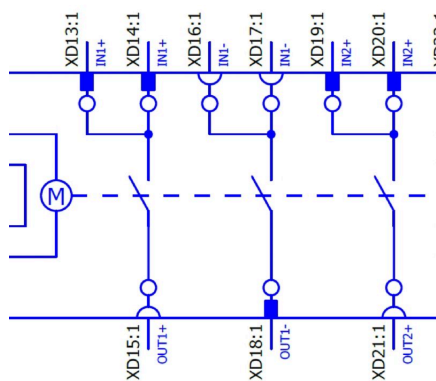 XD13:1
IN1+
XD14:1
IN1+
XD16:1
IN1-
XD17:1
IN1-
XD19:1
IN2+
XD20:1
IN2+
M
XD15:1
OUT1+
XD18:1
OUT1-
XD21:1
OUT2+